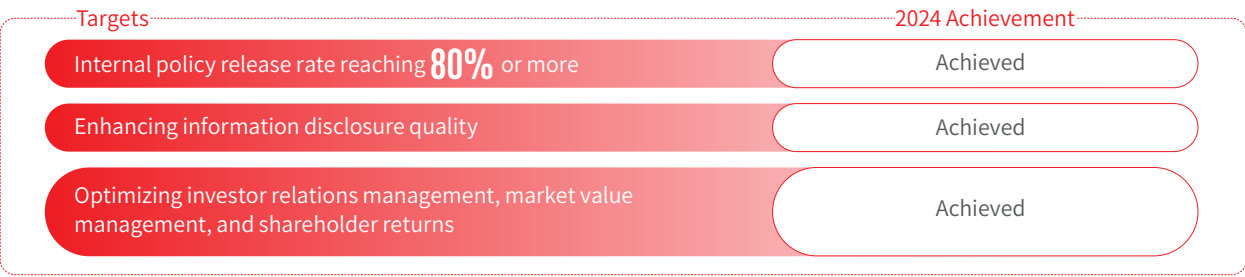 Targets 2024 Achievement
Internal policy release rate reaching 80% or more Achieved
Enhancing information disclosure quality Achieved
Optimizing investor relations management, market value
management, and shareholder returns
Achieved